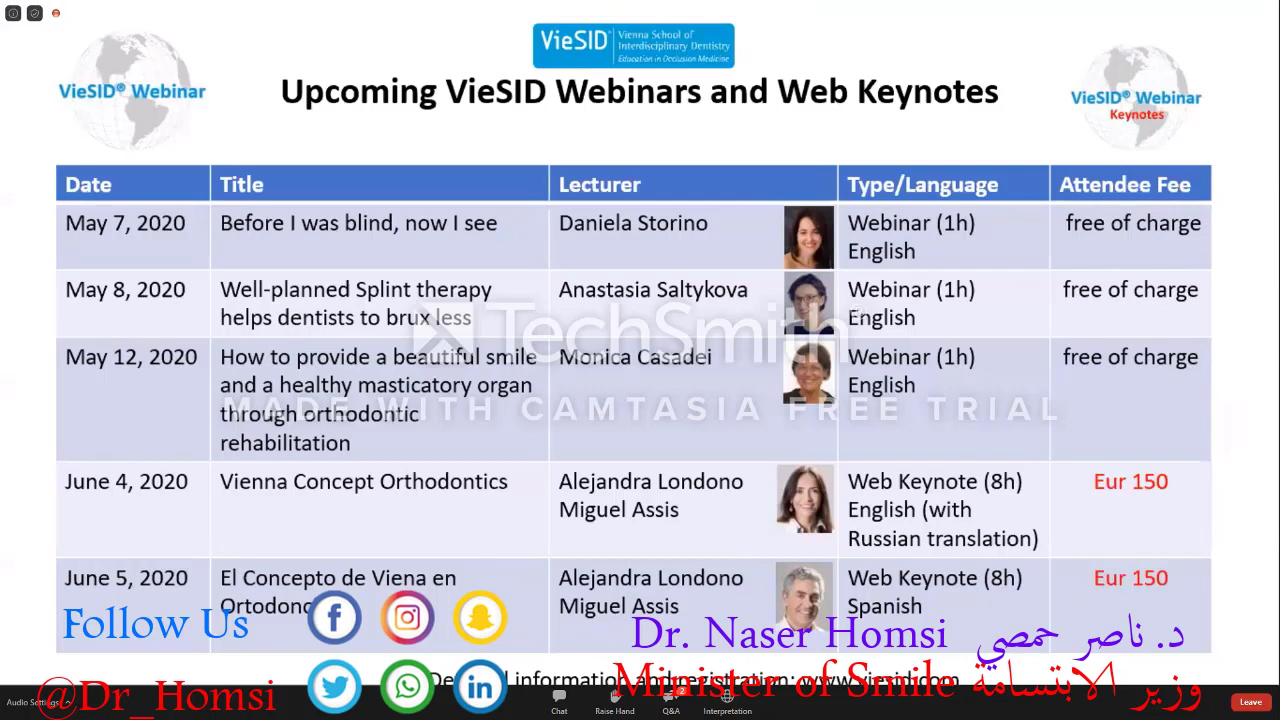 VieSID® Vienna School of
Interdisciplinary Dentistry
Education in Occlusion Medicine
VieSID® Webinar
Upcoming VieSID Webinars and Web Keynotes
VieSID® Webinar
Keynotes
Date Title Lecturer Type/Language Attendee Fee
May 7, 2020 Before I was blind, now I see Daniela Storino Webinar (1h) free of charge
English
May 8, 2020 Well-planned Splint therapy Anastasia Saltykova Webinar (1h) free of charge
helps dentists to brux less English
TechSmith
May 12, 2020 How to provide a beautiful smile Monica Casadei Webinar (1h) free of charge
and a healthy masticatory organ English
MADE WITH CAMTASIA FREE TRIAL
through orthodontic
rehabilitation
June 4, 2020 Vienna Concept Orthodontics Alejandra Londono Web Keynote (8h) Eur 150
Miguel Assis English (with
Russian translation)
June 5, 2020 El Concepto de Viena en Alejandra Londono Web Keynote (8h) Eur 150
Miguel Assis Spanish
Follow Us
Dr. Naser Homsi د. ناصر حمصي
information and registration: www.viesid.com
Minister of Smile وزير الابتسامة
@Dr_Homsi
Audio Settings Chat Raise Hand Q&A 2 Interpretation Leave